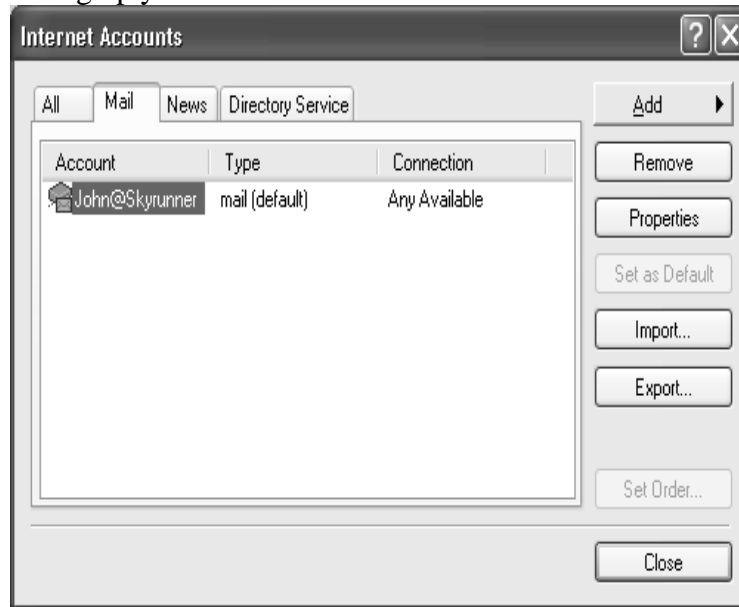 Internet Accounts
All Mail News Directory Service
Add
Account Type Connection
Remove
John@Skyrunner mail (default) Any Available
Properties
Set as Default
Import...
Export...
Set Order...
Close